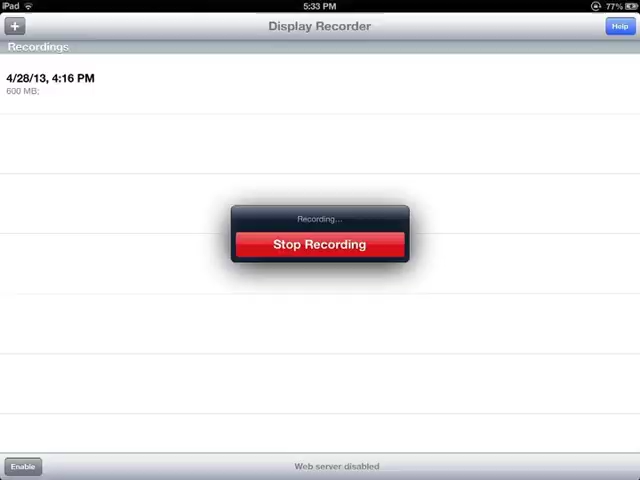 iPad 5:33 PM 77%
Display Recorder Help
Recordings
4/28/13, 4:16 PM
600 MB;
Recording...
Stop Recording
Enable Web server disabled